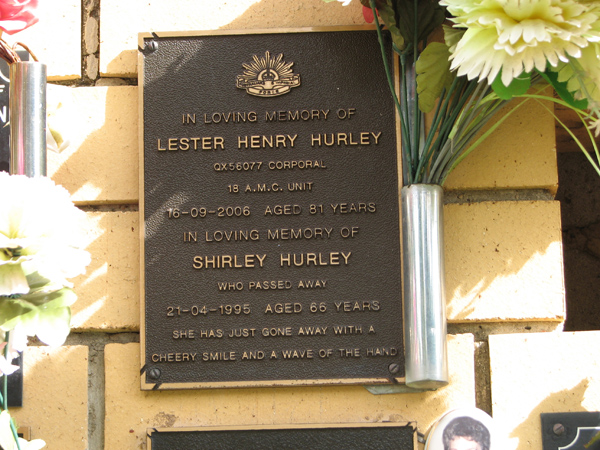 IN LOVING MEMORY OF
LESTER HENRY HURLEY
QX56077 CORPORAL
18 A.M.C. UNIT
16-09-2006 AGED 81 YEARS
IN LOVING MEMORY OF
SHIRLEY HURLEY
WHO PASSED AWAY
21-04-1995 AGED 66 YEARS
SHE HAS JUST GONE AWAY WITH A
CHEERY SMILE AND A WAVE OF THE HAND